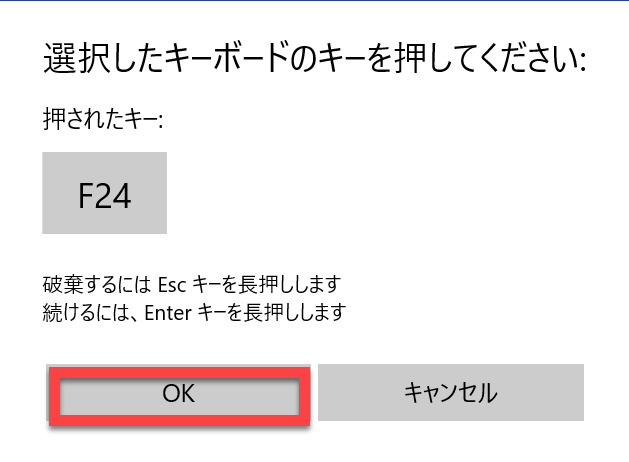 選択したキーボードのキーを押してください:
押されたキー:
F24
破棄するには Esc キーを長押しします
続けるには、Enter キーを長押しします
OK
キャンセル